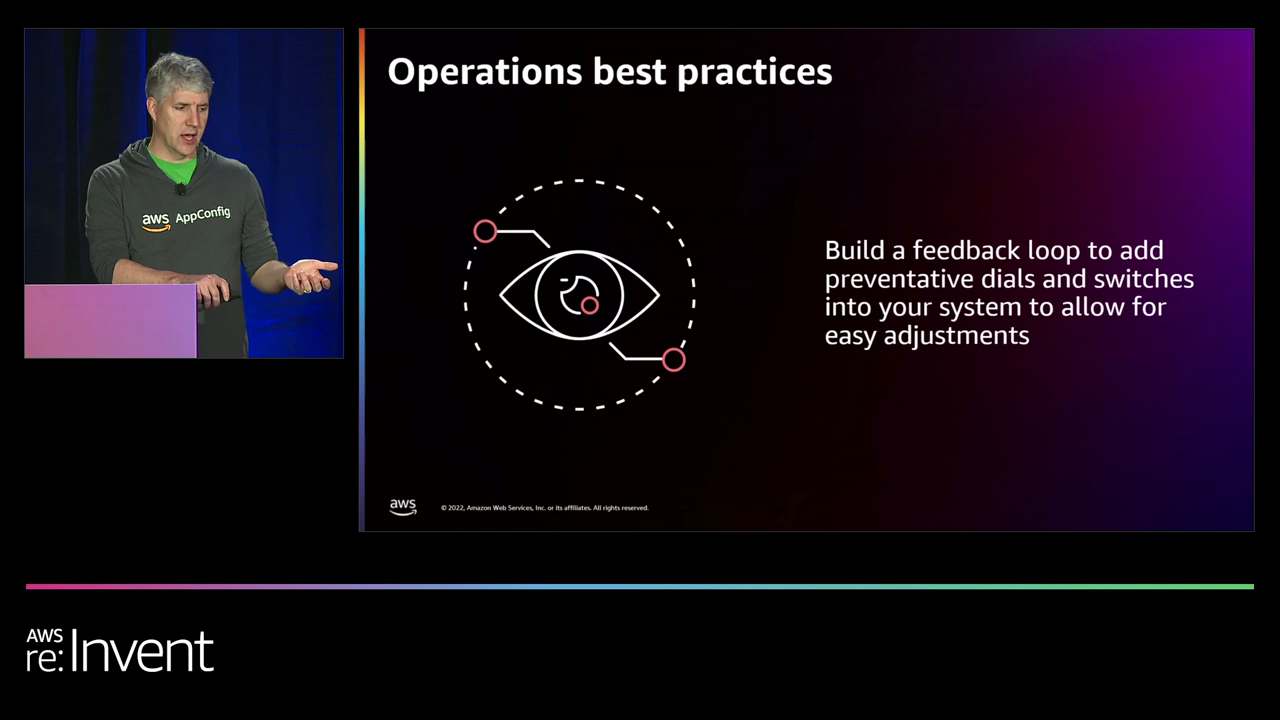 Operations best practices
aws AppConfig
Build a feedback loop to add
preventative dials and switches
into your system to allow for
easy adjustments
aws
© 2022, Amazon Web Services, Inc. or its affiliates. All rights reserved.
AWS
re:Invent